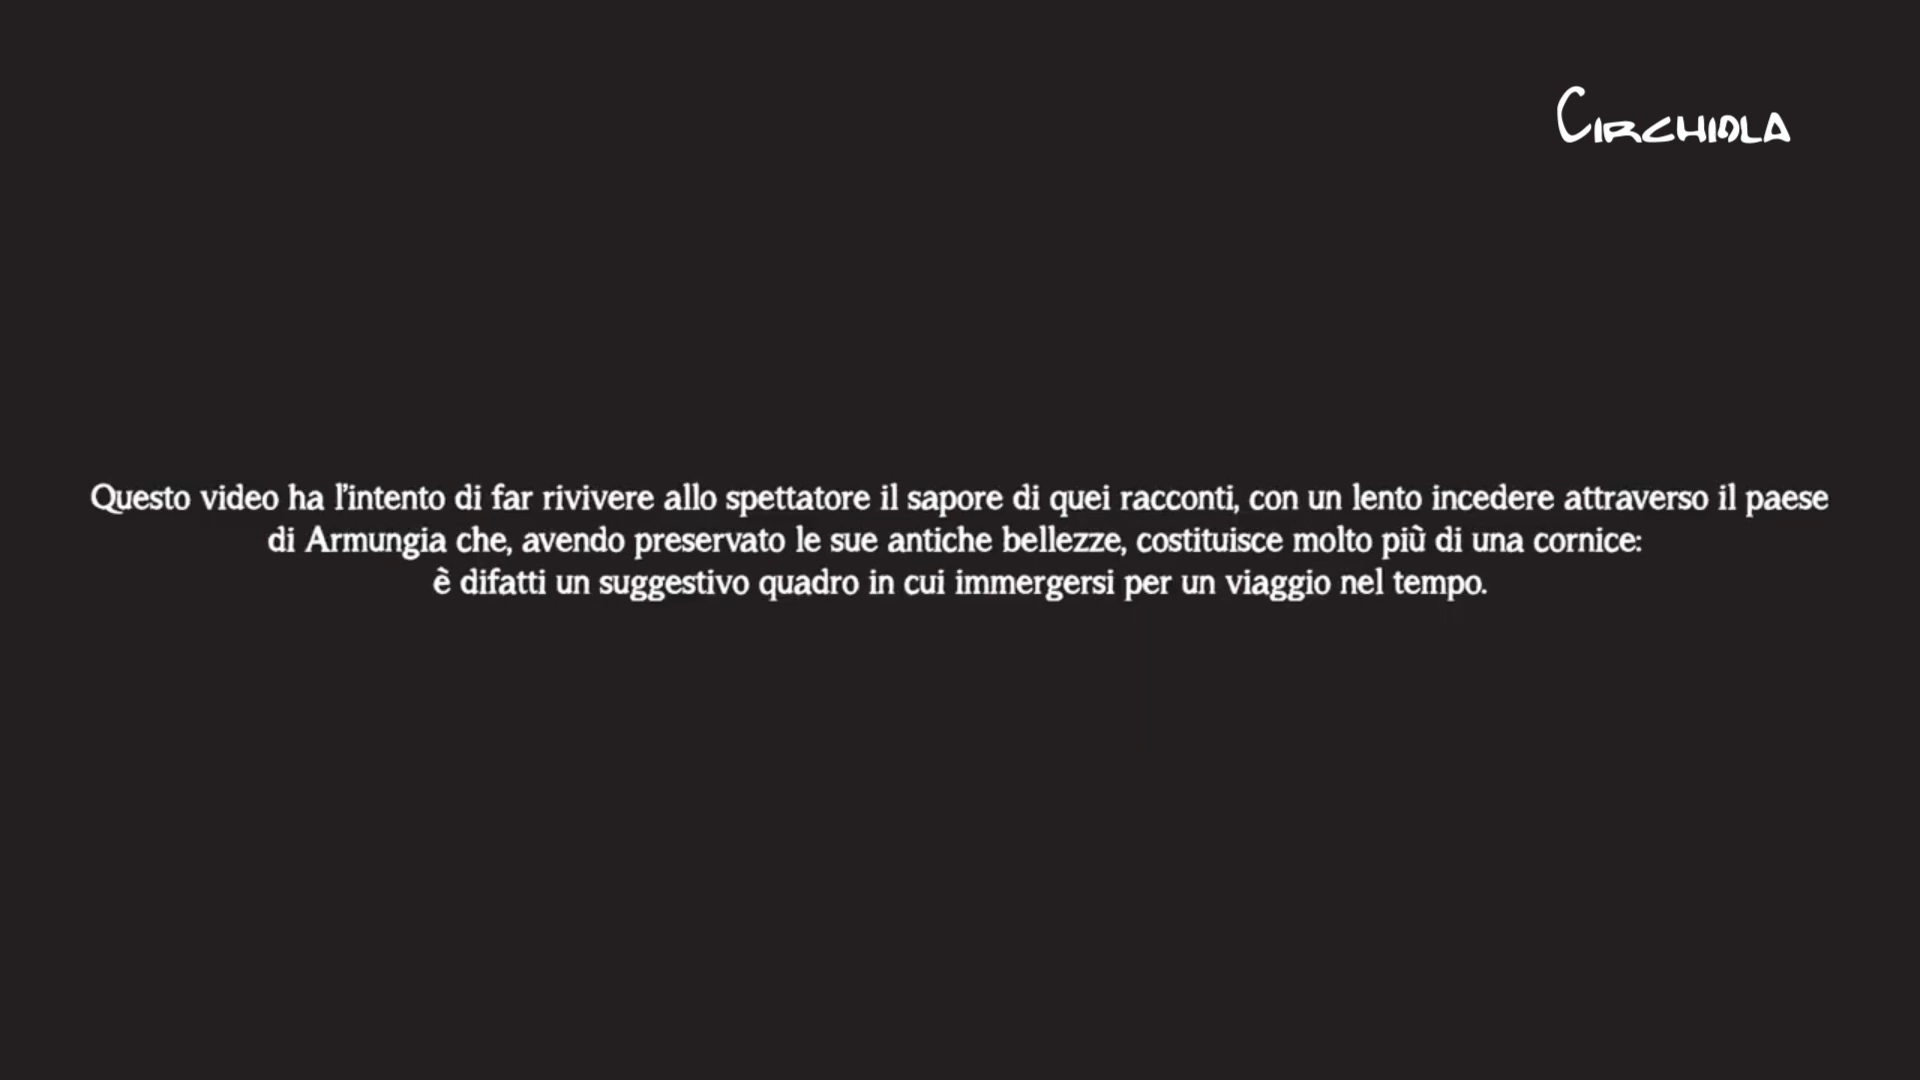 Circhiola
Questo video ha l'intento di far rivivere allo spettatore il sapore di quei racconti, con un lento incedere attraverso il paese
di Armungia che, avendo preservato le sue antiche bellezze, costituisce molto più di una cornice:
è difatti un suggestivo quadro in cui immergersi per un viaggio nel tempo.